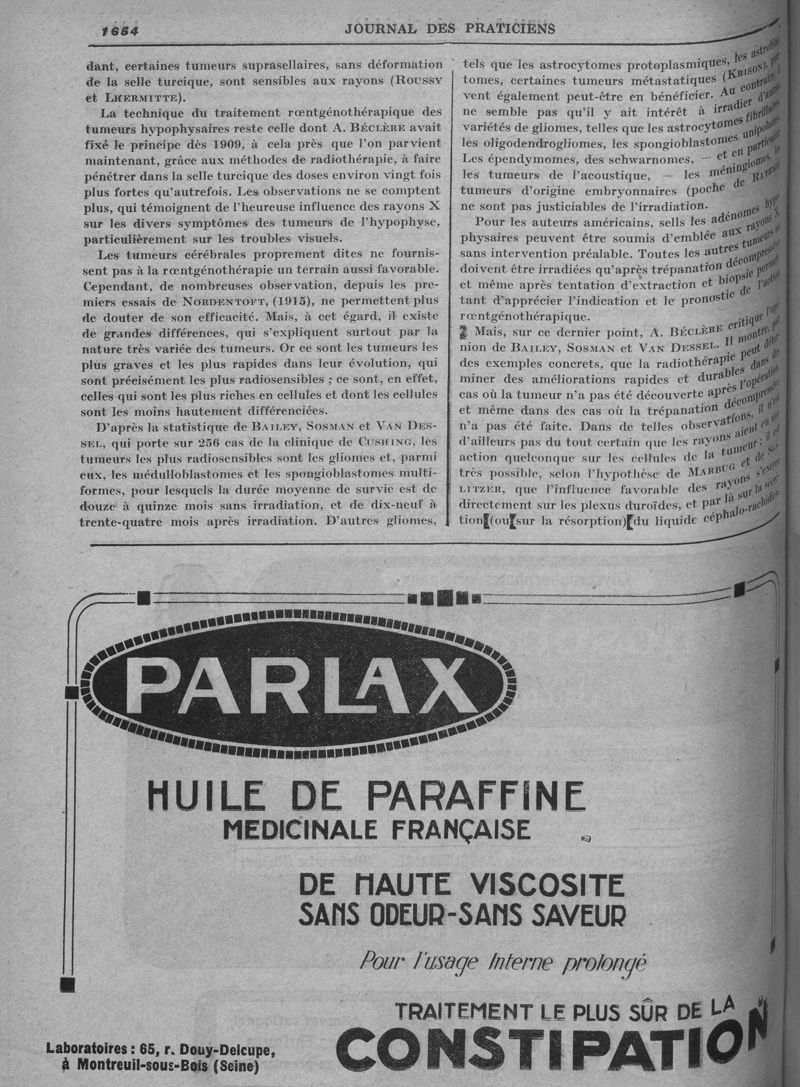 1654
JOURNAL DES PRATICIENS
dant, certaines tumeurs suprasellaires, sans déformation
de la selle turcique, sont sensibles aux rayons (ROUSSY
et LHERMITTE).
La technique du traitement rœntgénothérapique des
tumeurs hypophysaires reste celle dont A. BÉCLÈRE avait
fixé le principe dès 1909, à cela près que l'on parvient
maintenant, grâce aux méthodes de radiothérapie, à faire
pénétrer dans la selle turcique des doses environ vingt fois
plus fortes qu'autrefois. Les observations ne se comptent
plus, qui témoignent de l'heureuse influence des rayons X
sur les divers symptômes des tumeurs de l'hypophyse,
particulièrement sur les troubles visuels.
Les tumeurs cérébrales proprement dites ne fournis-
sent pas à la rœntgénothérapie un terrain aussi favorable.
Cependant, de nombreuses observation, depuis les pre-
miers essais de NORDENTOFT, (1915), ne permettent plus
de douter de son efficacité. Mais, à cet égard, il existe
de grandes différences, qui s'expliquent surtout par la
nature très variée des tumeurs. Or ce sont les tumeurs les
plus graves et les plus rapides dans leur évolution, qui
sont précisément les plus radiosensibles ; ce sont, en effet,
celles qui sont les plus riches en cellules et dont les cellules
sont les moins hautement différenciées.
D'après la statistique de BAILEY, SOSMAN et VAN DES-
SEL, qui porte sur 256 cas de la clinique de CUSHING, les
tumeurs les plus radiosensibles sont les gliomes et, parmi
eux, les médulloblastomes et les spongioblastomes multi-
formes, pour lesquels la durée moyenne de survie est de
douze à quinze mois sans irradiation, et de dix-neuf à
trente-quatre mois après irradiation. D'autres gliomes,
tels que les astrocytomes protoplasmiques, les
tomes, certaines tumeurs métastatiques
vent également peut-être en bénéficier. Au contraire,
ne semble pas qu'il y ait intérêt à irradier
variétés de gliomes, telles que les astrocytomes
les oligodendrogliomes, les spongioblastomes
Les épendymomes, des schwarnomes, — et en
les tumeurs de l'acoustique, — les méningiomes,
tumeurs d'origine embryonnaires (poche de
ne sont pas justiciables de l'irradiation.
Pour les auteurs américains, sells les adénomes
physaires peuvent être soumis d'emblée aux rayons
sans intervention préalable. Toutes les autres tumeurs
doivent être irradiées qu'après trépanation
et même après tentation d'extraction et biopsie
tant d'apprécier l'indication et le pronostic de
rœntgénothérapique.
Mais, sur ce dernier point, A. BÉCLÈRE critique
nion de BAILEY, SOSMAN et VAN DESSEL. Il montre,
des exemples concrets, que la radiothérapie peut
miner des améliorations rapides et durables dans
cas où la tumeur n'a pas été découverte après
et même dans des cas où la trépanation
n'a pas été faite. Dans de telles observations,
d'ailleurs pas du tout certain que les rayons aient eu
action quelconque sur les cellules de la tumeur ;
très possible, selon l'hypothèse de MARBUG et de
LITZER, que l'influence favorable des rayons
directement sur les plexus duroïdes, et par là sur la
tion (ou sur la résorption) du liquide céphalo-rachidien
PARLAX
HUILE DE PARAFFINE
MEDICINALE FRANÇAISE
DE HAUTE VISCOSITE
SANS ODEUR-SANS SAVEUR
Pour l'usage Interne prolongé
TRAITEMENT LE PLUS SÛR DE LA
CONSTIPATION
Laboratoires : 65, r. Douy-Delcupe,
à Montreuil-sous-Bois (Seine)